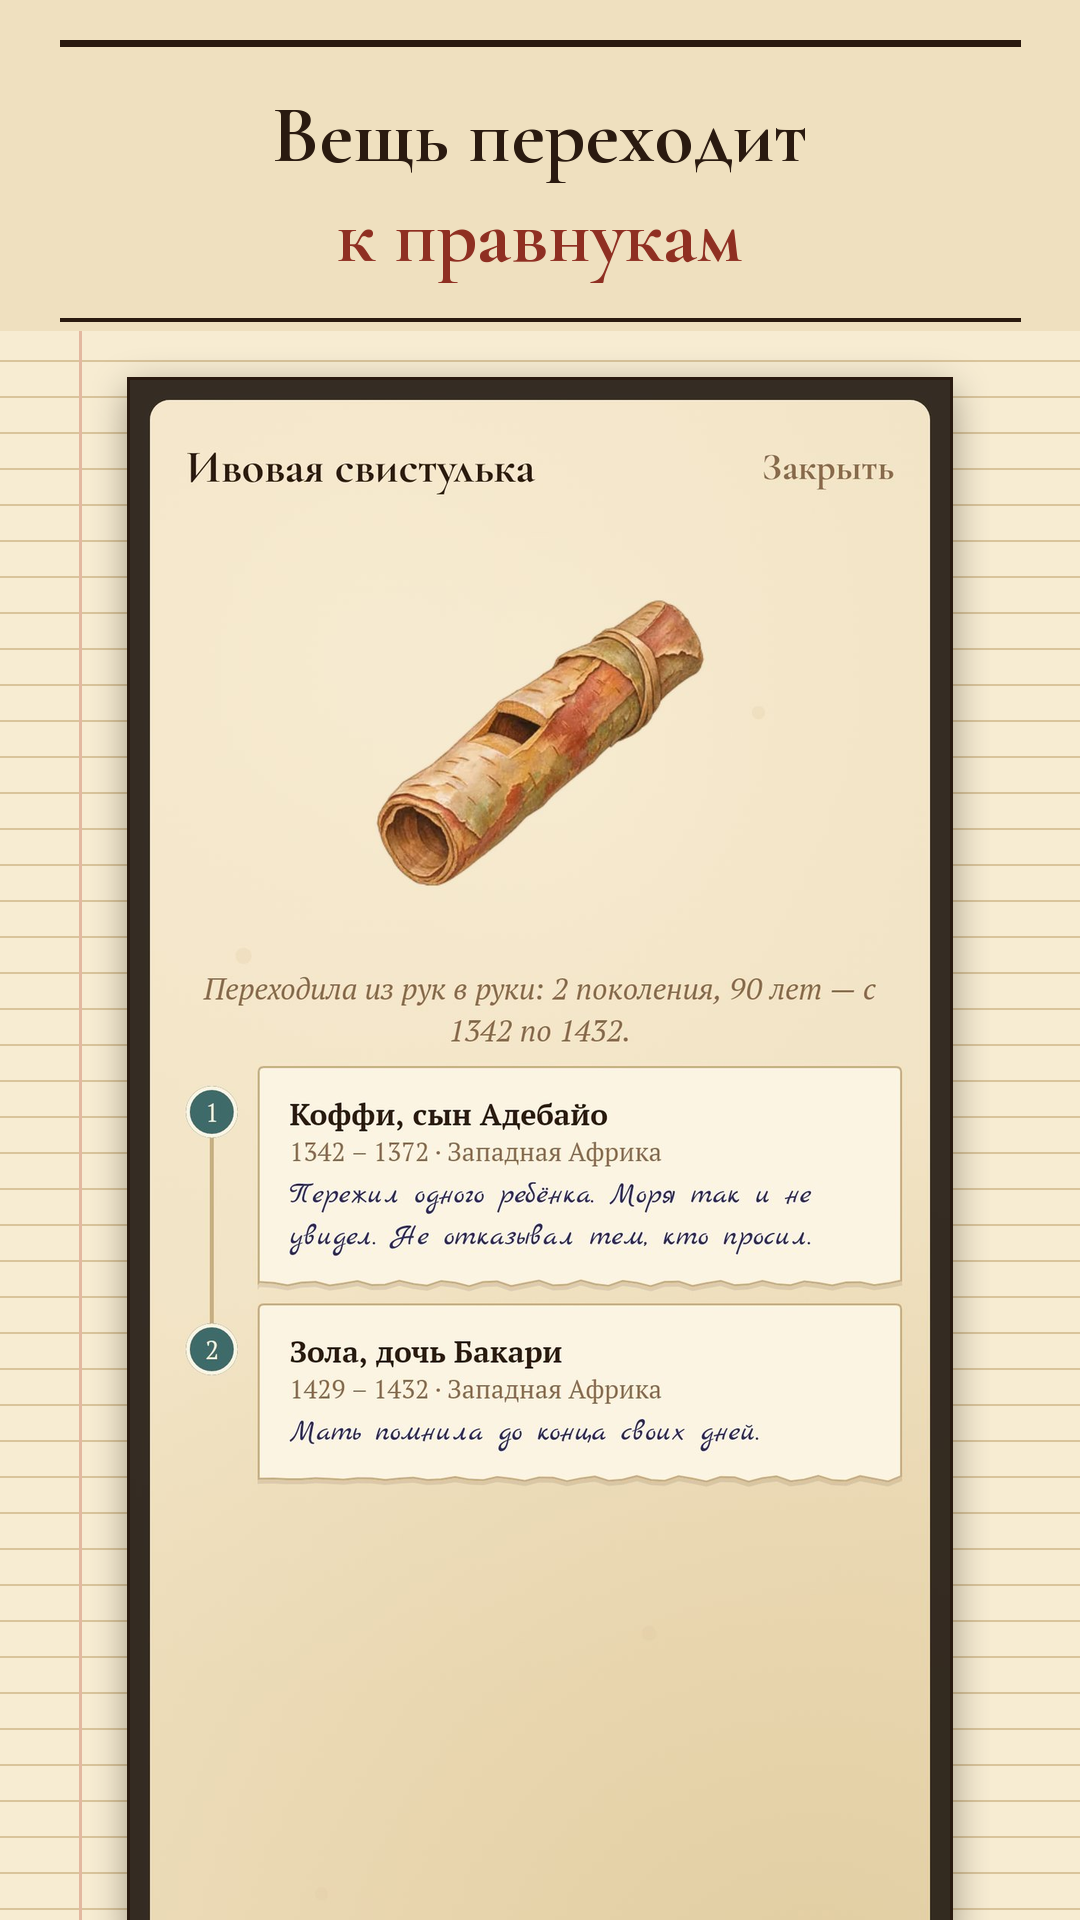 Вещь переходит
к правнукам
Ивовая свистулька
Закрыть
Переходила из рук в руки: 2 поколения, 90 лет — с
1342 по 1432.
1
Коффи, сын Адебайо
1342 – 1372 · Западная Африка
Пережил одного ребёнка. Моря так и не
увидел. Не отказывал тем, кто просил.
2
Зола, дочь Бакари
1429 – 1432 · Западная Африка
Мать помнила до конца своих дней.